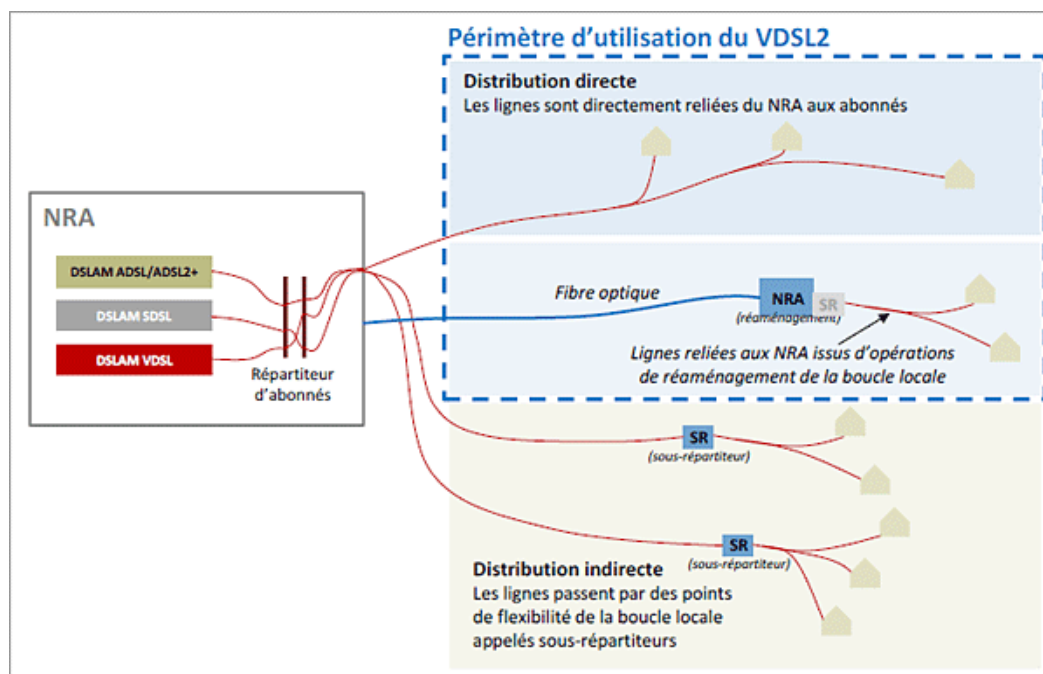 Périmètre d'utilisation du VDSL2
Distribution directe
Les lignes sont directement reliées du NRA aux abonnés
NRA
DSLAM ADSL/ADSL2+
DSLAM SDSL
DSLAM VDSL
Répartiteur
d'abonnés
Fibre optique
NRA
SR
(réaménagement)
Lignes reliées aux NRA issus d'opérations
de réaménagement de la boucle locale
SR
(sous-répartiteur)
SR
(sous-répartiteur)
Distribution indirecte
Les lignes passent par des points
de flexibilité de la boucle locale
appelés sous-répartiteurs